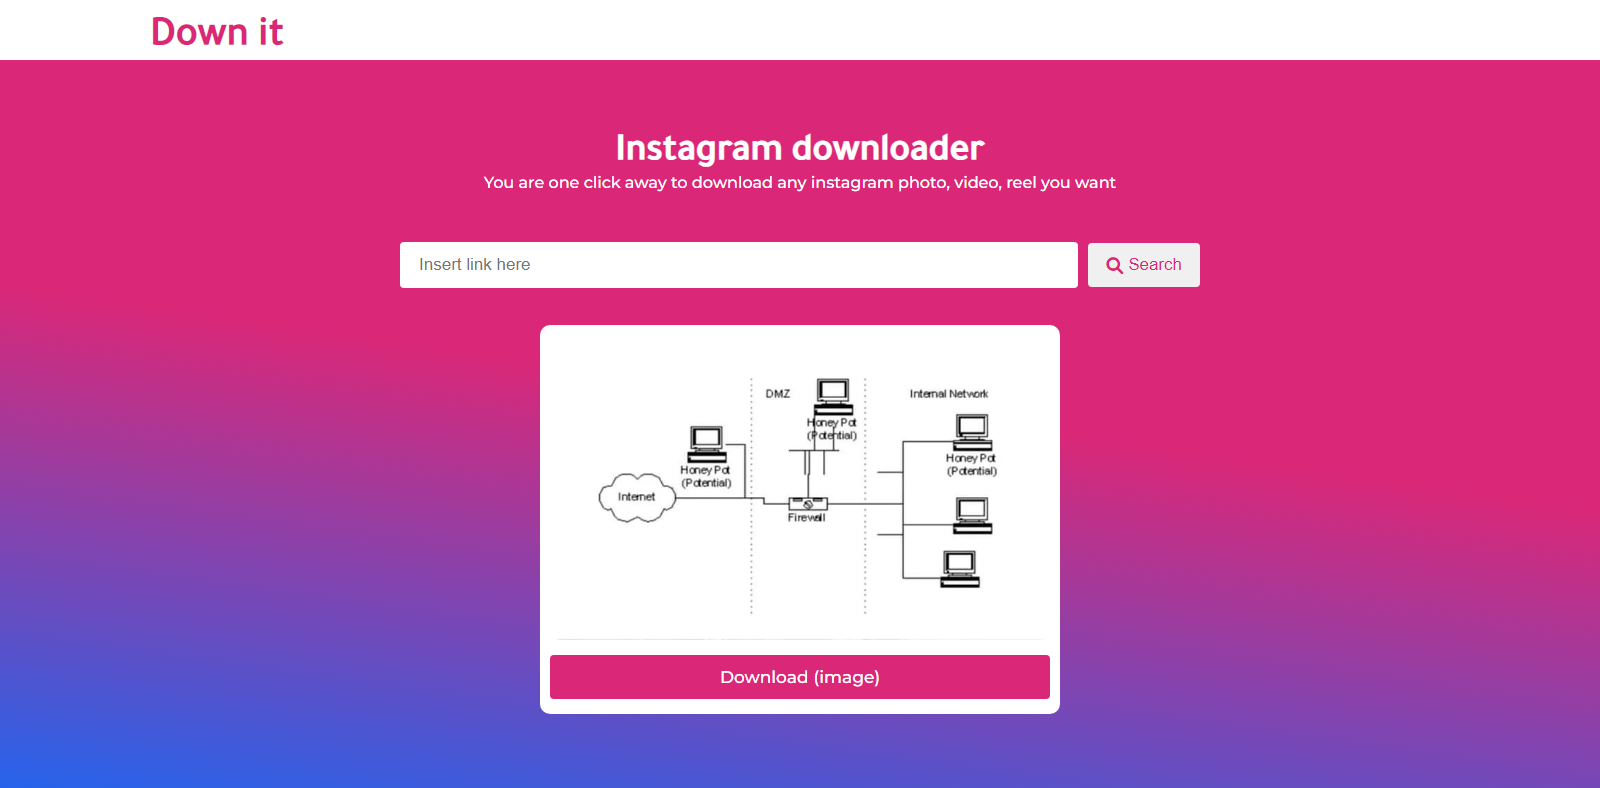 Down it
Instagram downloader
You are one click away to download any instagram photo, video, reel you want
Insert link here
Search
DMZ
Internal Network
Honey Pot
(Potential)
Honey Pot
(Potential)
Honey Pot
(Potential)
Internet
Firewall
Download (image)